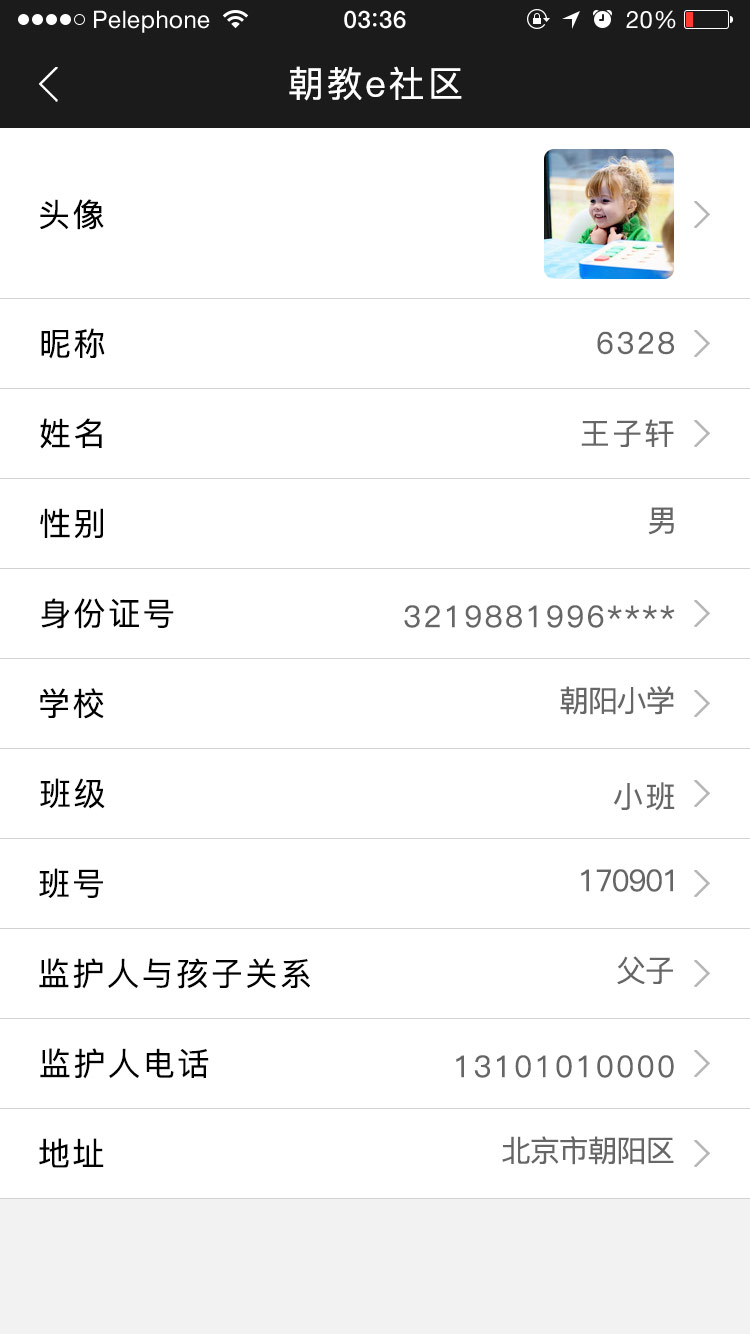 Pelephone 03:36 20%
朝教e社区
头像
昵称 6328
姓名 王子轩
性别 男
身份证号 3219881996****
学校 朝阳小学
班级 小班
班号 170901
监护人与孩子关系 父子
监护人电话 13101010000
地址 北京市朝阳区